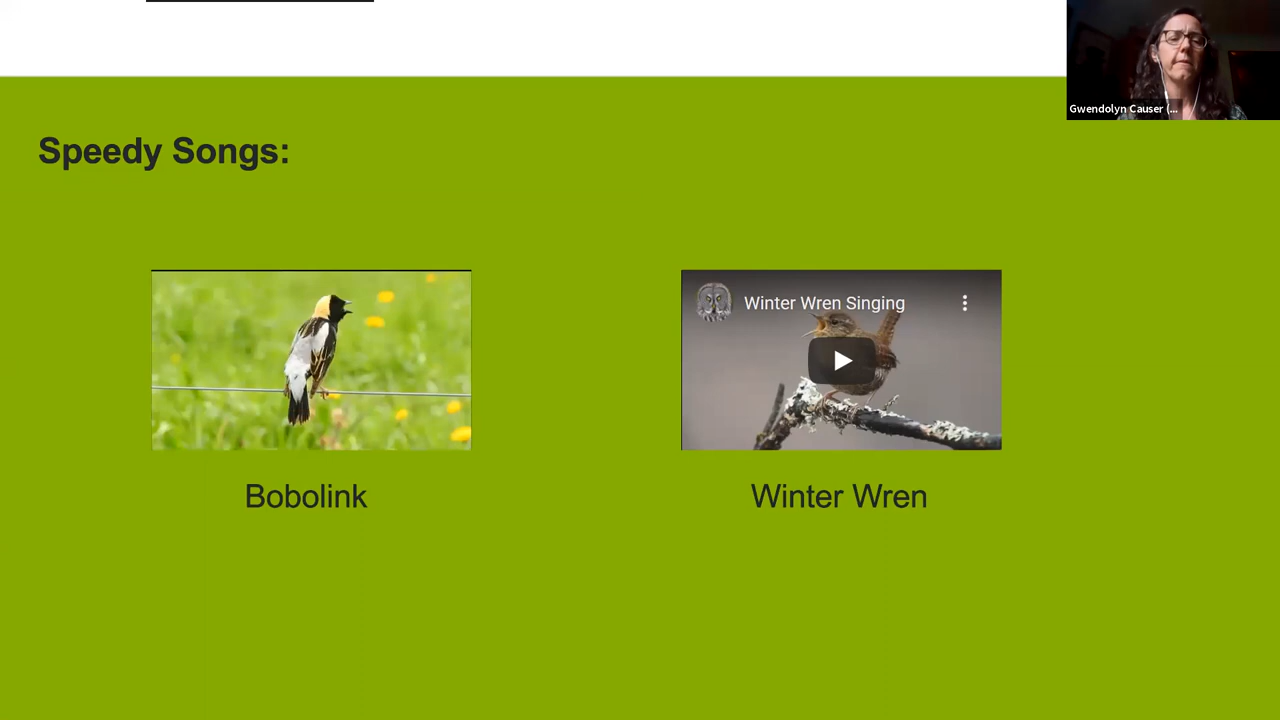 Gwendolyn Causer (...
Speedy Songs:
Winter Wren Singing
Bobolink
Winter Wren